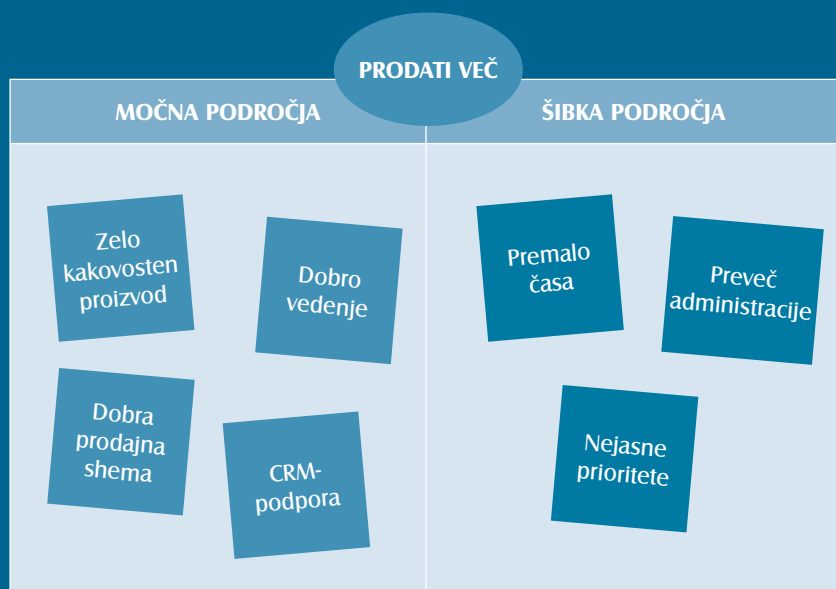 PRODATI VEČ
MOČNA PODROČJA
ŠIBKA PODROČJA
Zelo
kakovosten
proizvod
Dobro
vedenje
Dobra
prodajna
shema
CRM-
podpora
Premalo
časa
Preveč
administracije
Nejasne
prioritete